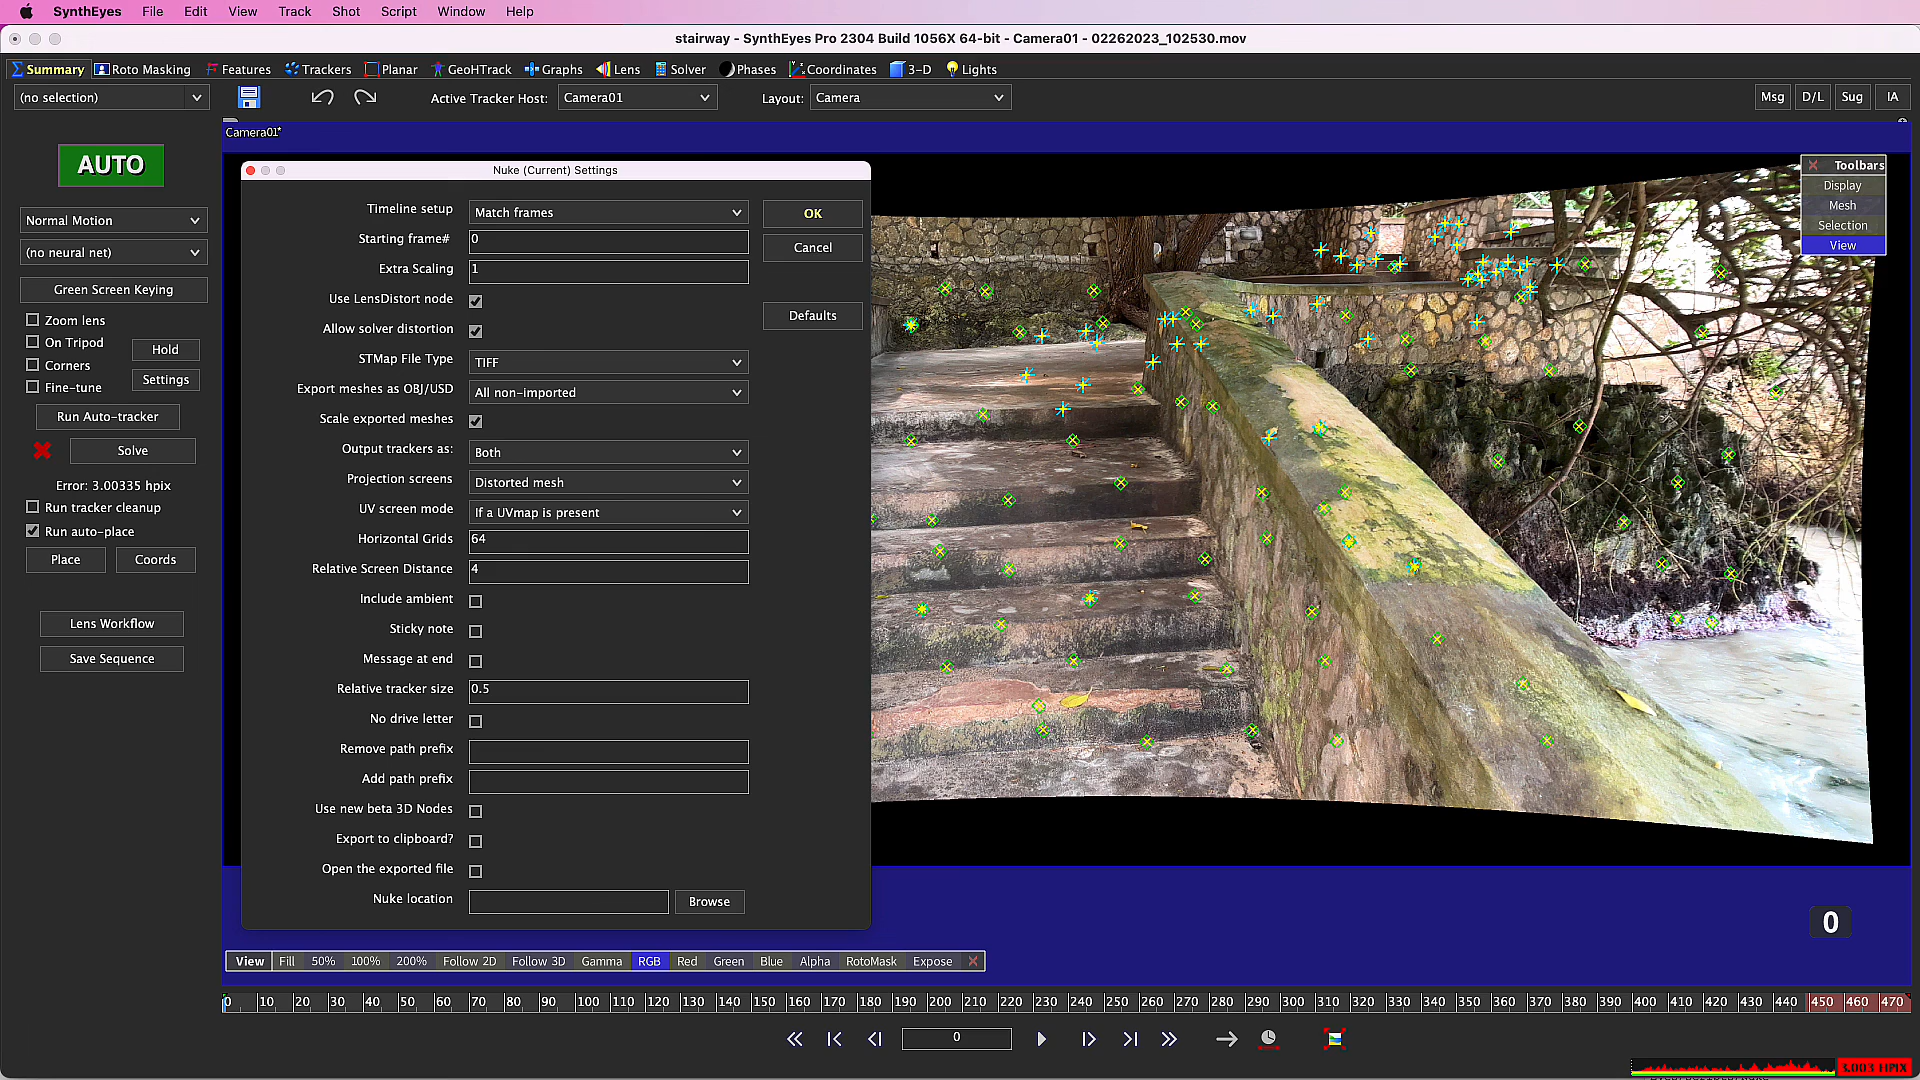 SynthEyes File Edit View Track Shot Script Window Help
stairway - SynthEyes Pro 2304 Build 1056X 64-bit - Camera01 - 02262023_102530.mov
Summary Roto Masking Features Trackers Planar GeoHTrack Graphs Lens Solver Phases Coordinates 3-D Lights
(no selection) Active Tracker Host: Camera01 Layout: Camera Msg D/L Sug IA
Camera01*
AUTO
Normal Motion
(no neural net)
Green Screen Keying
Zoom lens
On Tripod
Hold
Corners
Settings
Fine-tune
Run Auto-tracker
Solve
Error: 3.00335 hpix
Run tracker cleanup
Run auto-place
Place Coords
Lens Workflow
Save Sequence
Nuke (Current) Settings
Timeline setup Match frames OK
Starting frame# 0 Cancel
Extra Scaling 1
Use LensDistort node Defaults
Allow solver distortion
STMap File Type TIFF
Export meshes as OBJ/USD All non-imported
Scale exported meshes
Output trackers as: Both
Projection screens Distorted mesh
UV screen mode If a UVmap is present
Horizontal Grids 64
Relative Screen Distance 4
Include ambient
Sticky note
Message at end
Relative tracker size 0.5
No drive letter
Remove path prefix
Add path prefix
Use new beta 3D Nodes
Export to clipboard?
Open the exported file
Nuke location Browse
Toolbars
Display
Mesh
Selection
View
0
View Fill 50% 100% 200% Follow 2D Follow 3D Gamma RGB Red Green Blue Alpha RotoMask Expose
0 10 20 30 40 50 60 70 80 90 100 110 120 130 140 150 160 170 180 190 200 210 220 230 240 250 260 270 280 290 300 310 320 330 340 350 360 370 380 390 400 410 420 430 440 450 460 470
0
3.003 HPIX